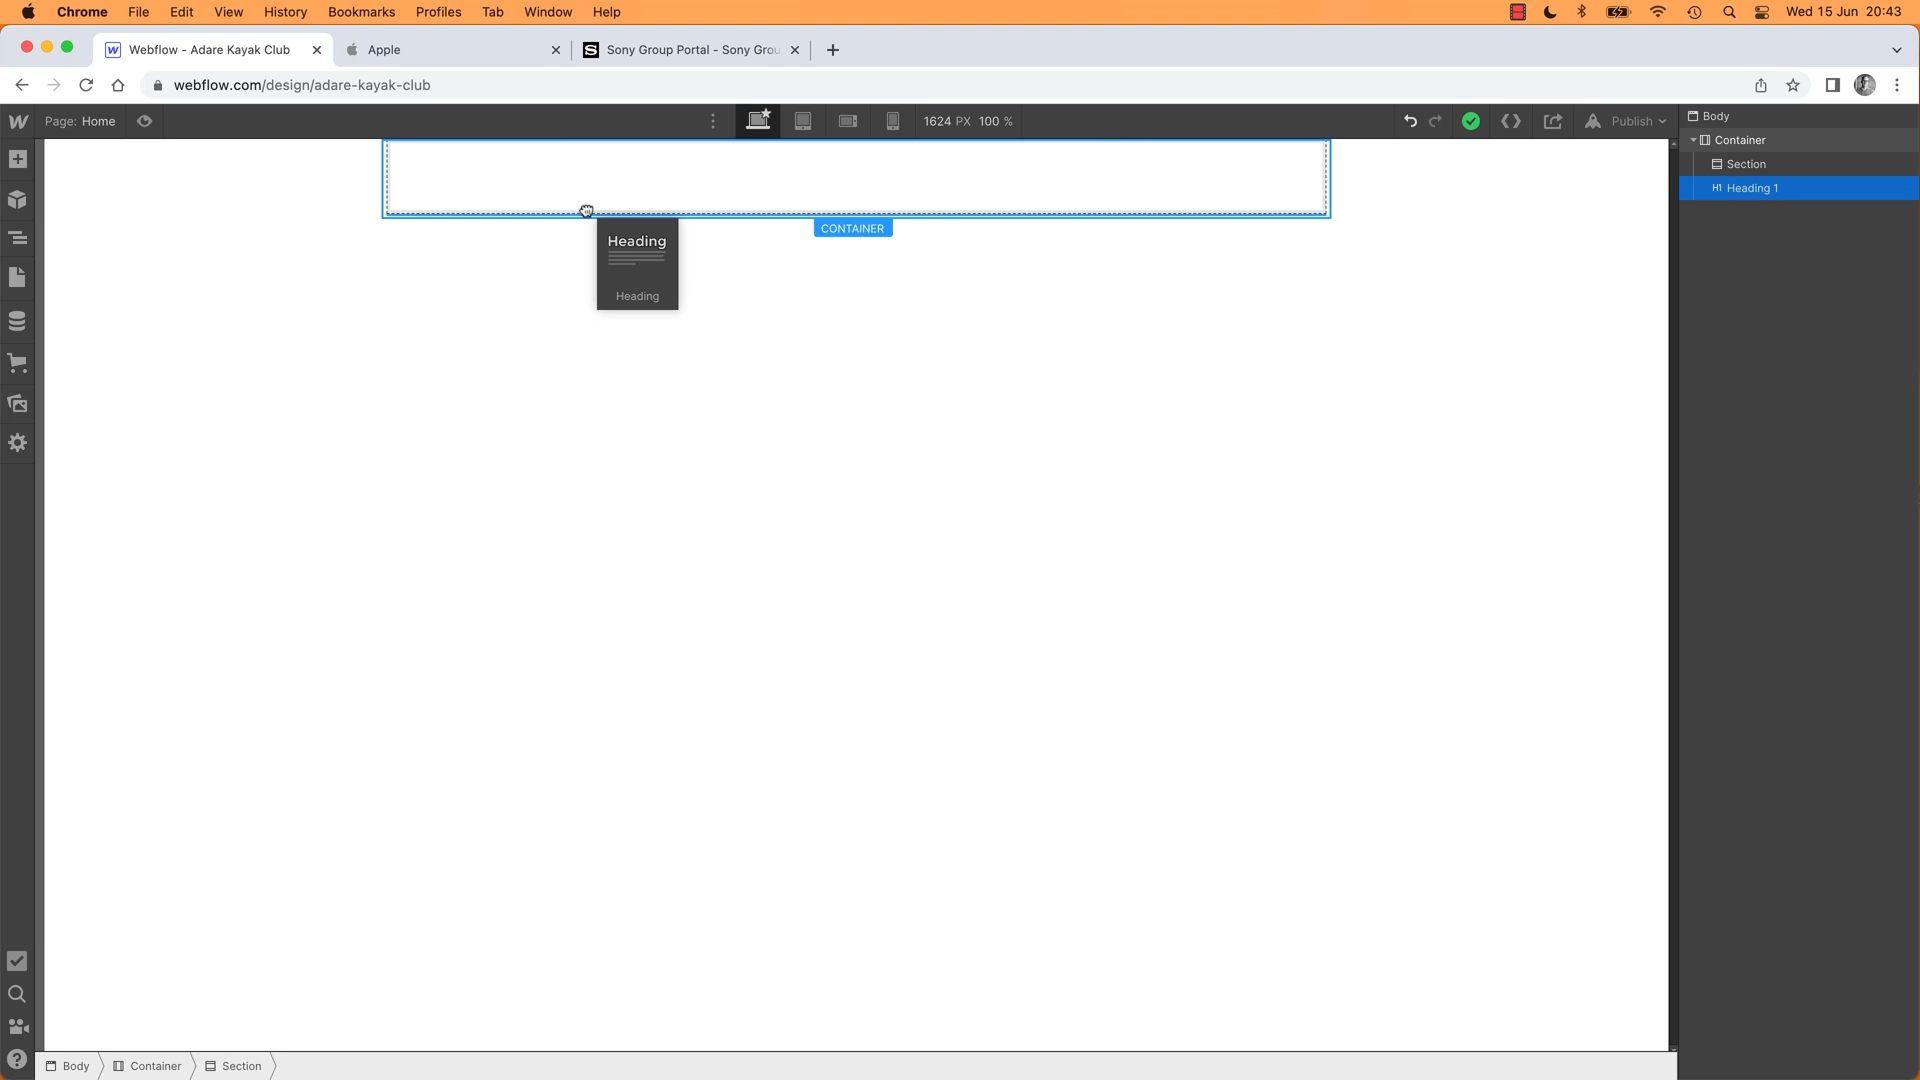 Chrome File Edit View History Bookmarks Profiles Tab Window Help Wed 15 Jun 20:43
Webflow - Adare Kayak Club Apple Sony Group Portal - Sony Grou
webflow.com/design/adare-kayak-club
Page: Home 1624 PX 100 % Publish
Body
Container
Section
H1 Heading 1
CONTAINER
Heading
Heading
Body Container Section